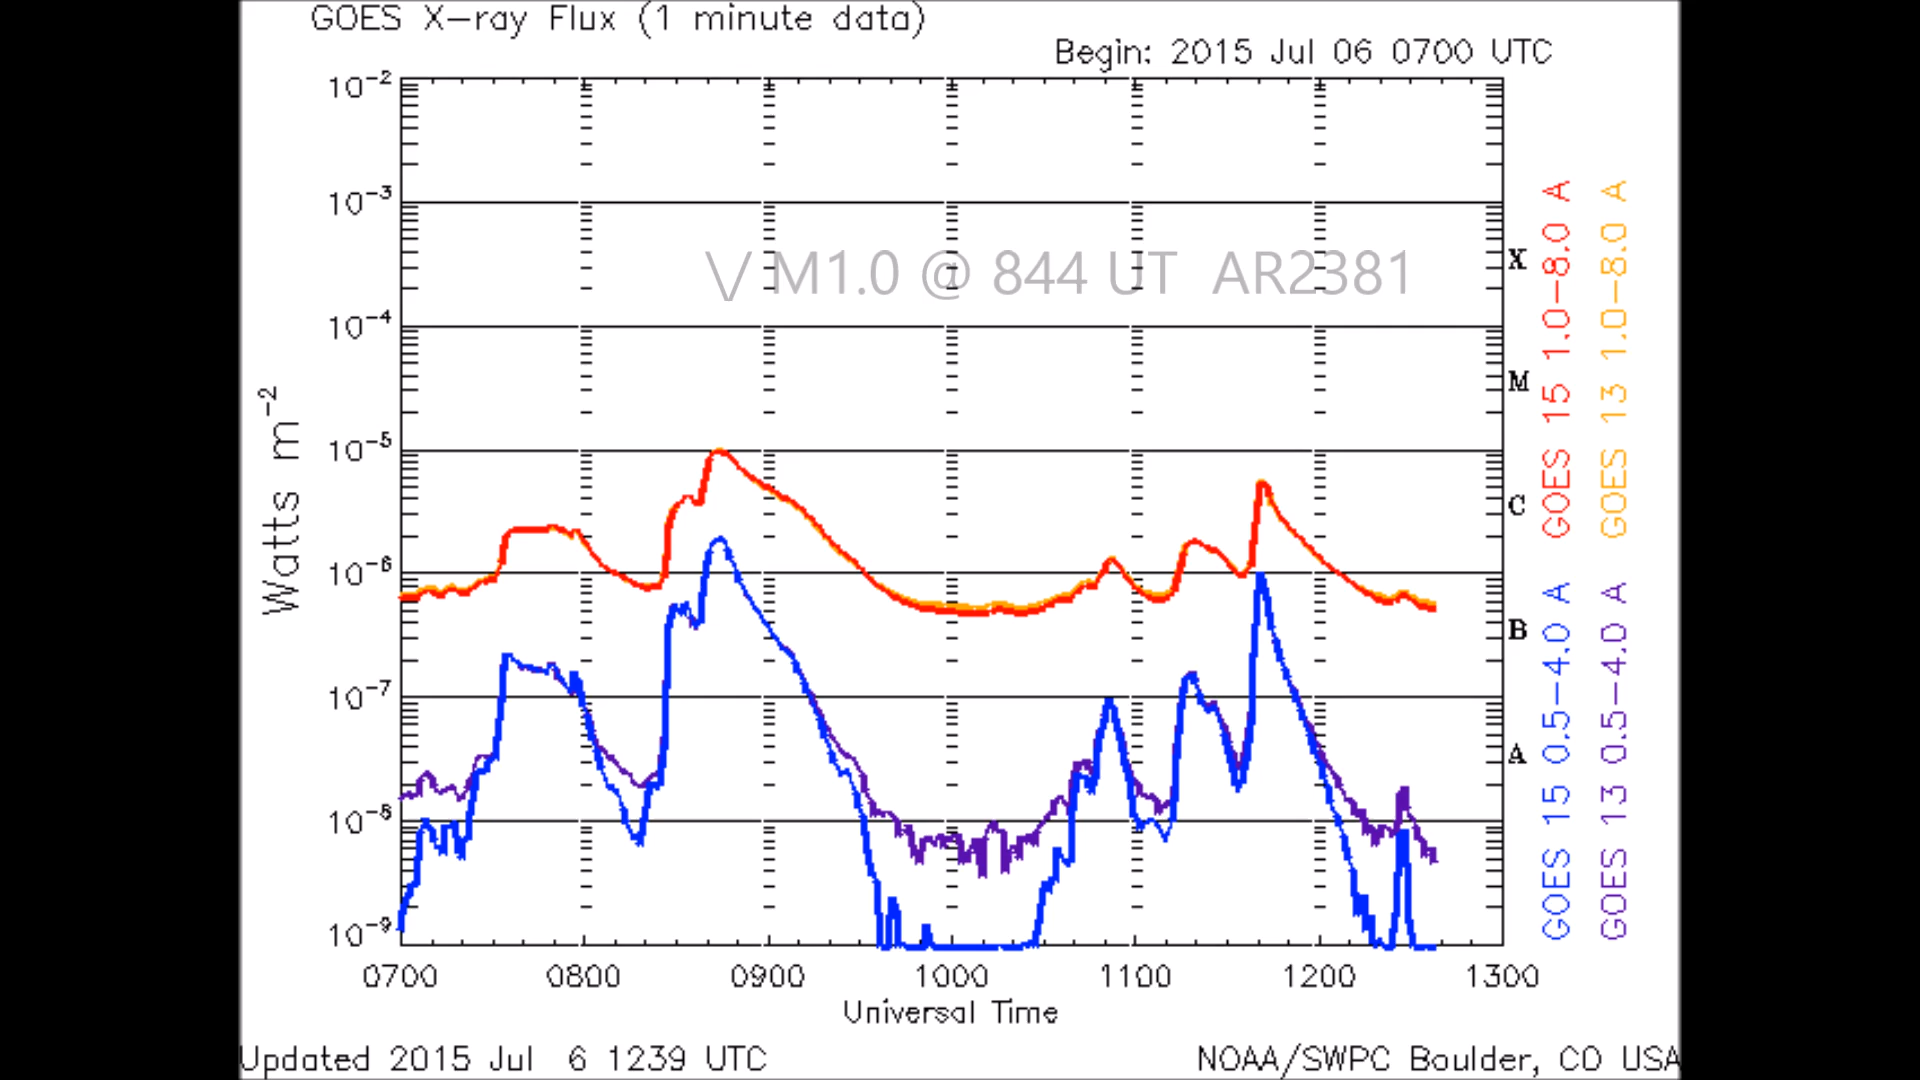 GOES X-ray Flux (1 minute data)
Begin: 2015 Jul 06 0700 UTC
10-2
10-3
10-4
10-5
10-6
10-7
10-8
10-9
Watts m-2
\/ M1.0 @ 844 UT AR2381
X
M
C
B
A
GOES 15 1.0-8.0 A
GOES 13 1.0-8.0 A
GOES 15 0.5-4.0 A
GOES 13 0.5-4.0 A
0700 0800 0900 1000 1100 1200 1300
Universal Time
Updated 2015 Jul 6 1239 UTC
NOAA/SWPC Boulder, CO USA